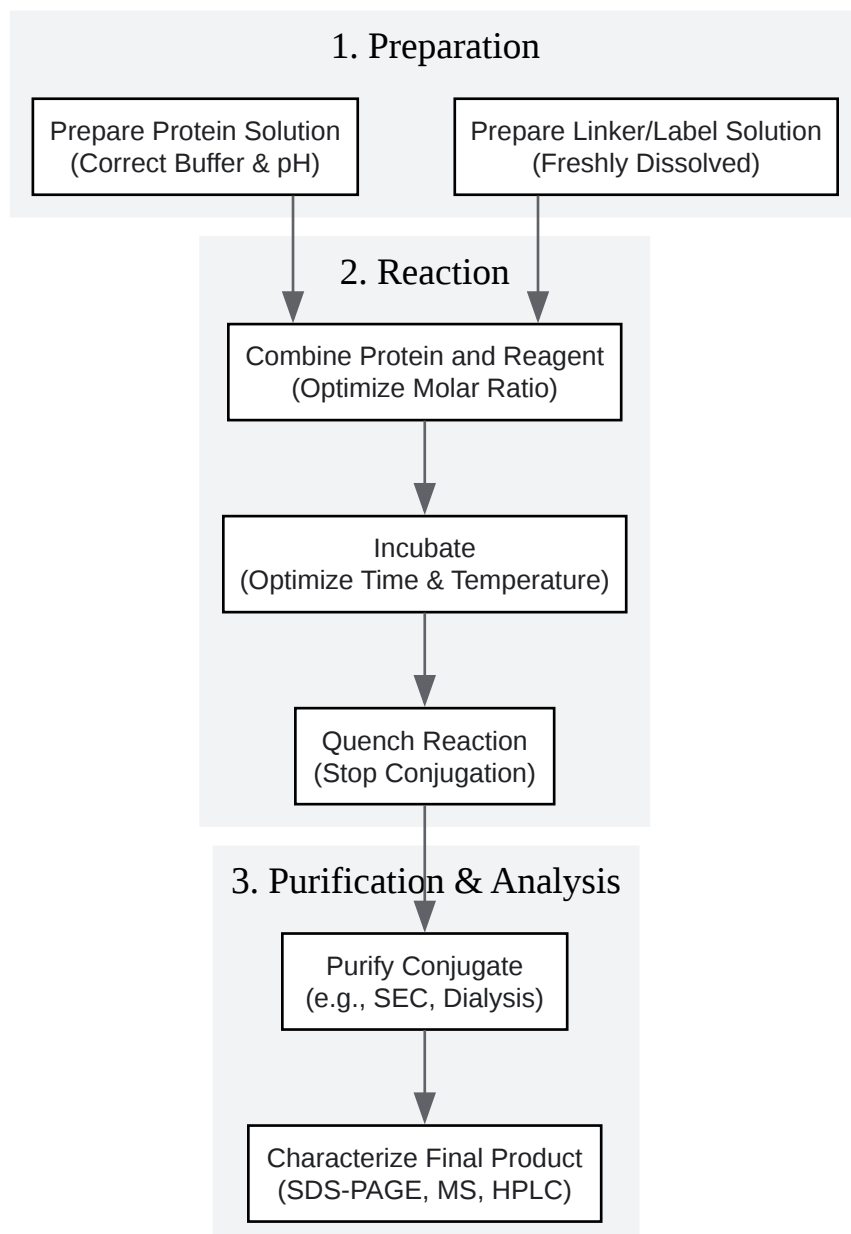 1. Preparation
Prepare Protein Solution
(Correct Buffer & pH)
Prepare Linker/Label Solution
(Freshly Dissolved)
2. Reaction
Combine Protein and Reagent
(Optimize Molar Ratio)
Incubate
(Optimize Time & Temperature)
Quench Reaction
(Stop Conjugation)
3. Purification & Analysis
Purify Conjugate
(e.g., SEC, Dialysis)
Characterize Final Product
(SDS-PAGE, MS, HPLC)